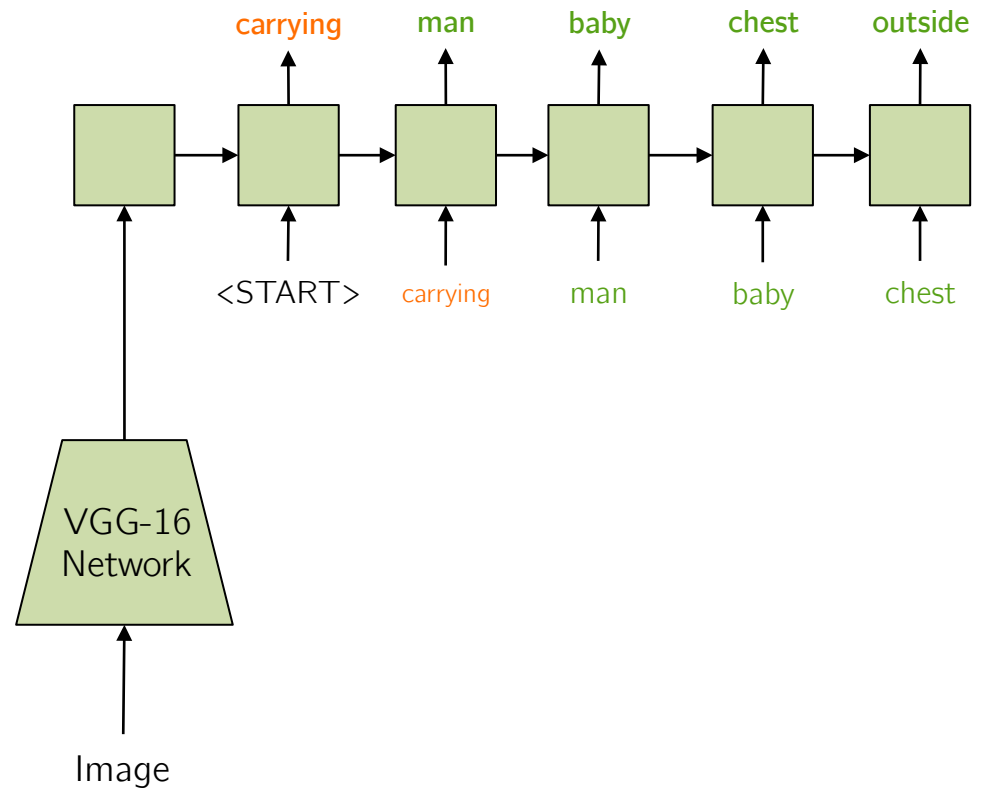 carrying man baby chest outside
<START> carrying man baby chest
VGG-16
Network
Image